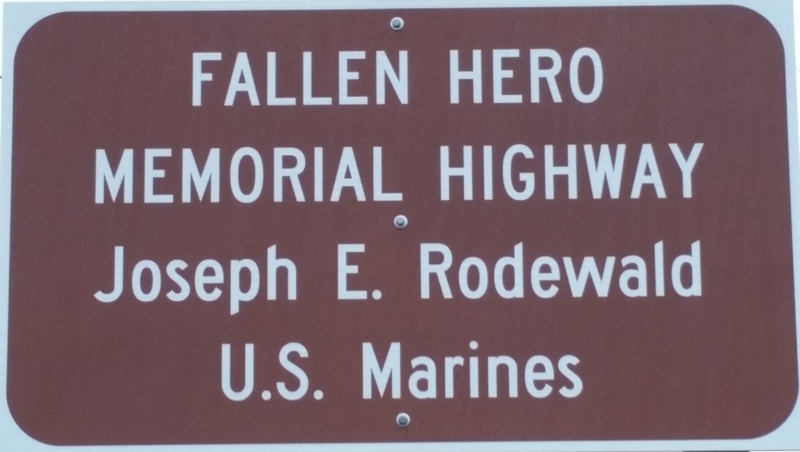 FALLEN HERO
MEMORIAL HIGHWAY
Joseph E. Rodewald
U.S. Marines